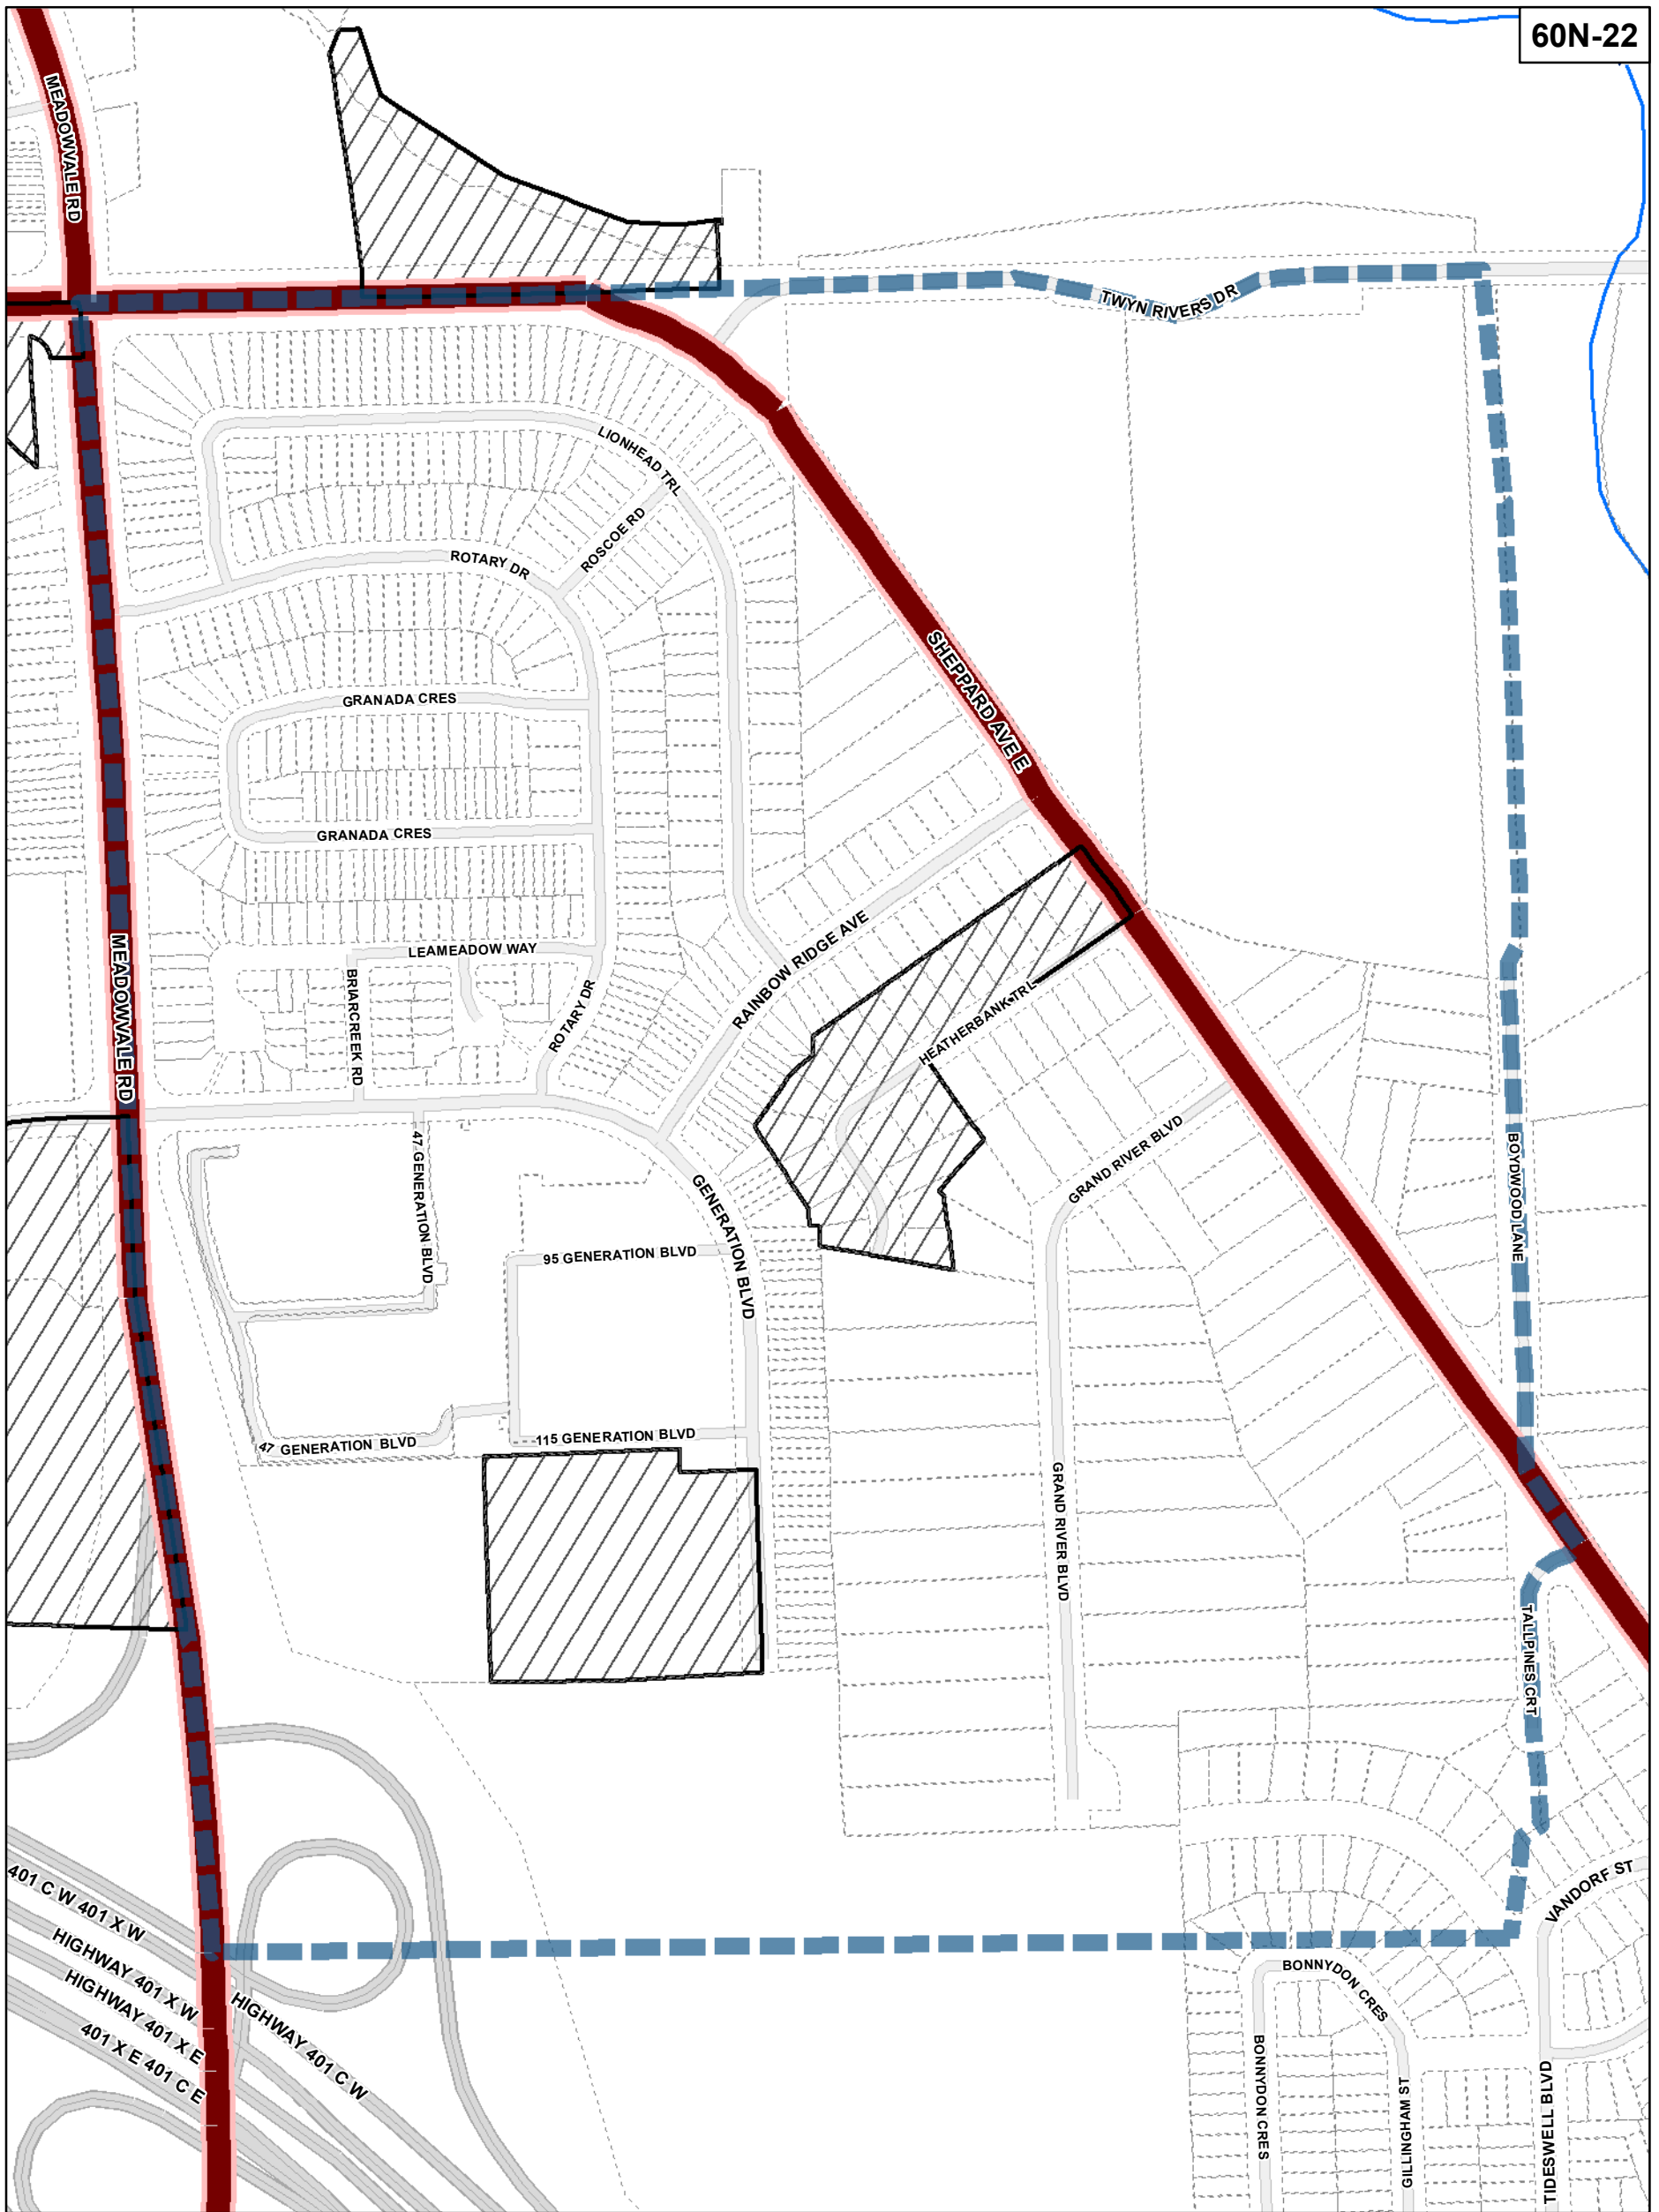 60N-22
MEADOWVALE RD
TWYN RIVERS DR
LIONHEAD TRL
ROSCOE RD
ROTARY DR
SHEPPARD AVE E
GRANADA CRES
GRANADA CRES
RAINBOW RIDGE AVE
LEAMEADOW WAY
MEADOWVALE RD
BRIARCREEK RD
ROTARY DR
HEATHERBANK TRL
GRAND RIVER BLVD
BOYDWOOD LANE
47 GENERATION BLVD
GENERATION BLVD
95 GENERATION BLVD
115 GENERATION BLVD
47 GENERATION BLVD
GRAND RIVER BLVD
TALLPINES CRT
VANDORF ST
401 C W 401 X W
HIGHWAY 401 X W
HIGHWAY 401 X E
401 X E 401 C E
HIGHWAY 401 C W
BONNYDON CRES
BONNYDON CRES
GILLINGHAM ST
TIDESWELL BLVD